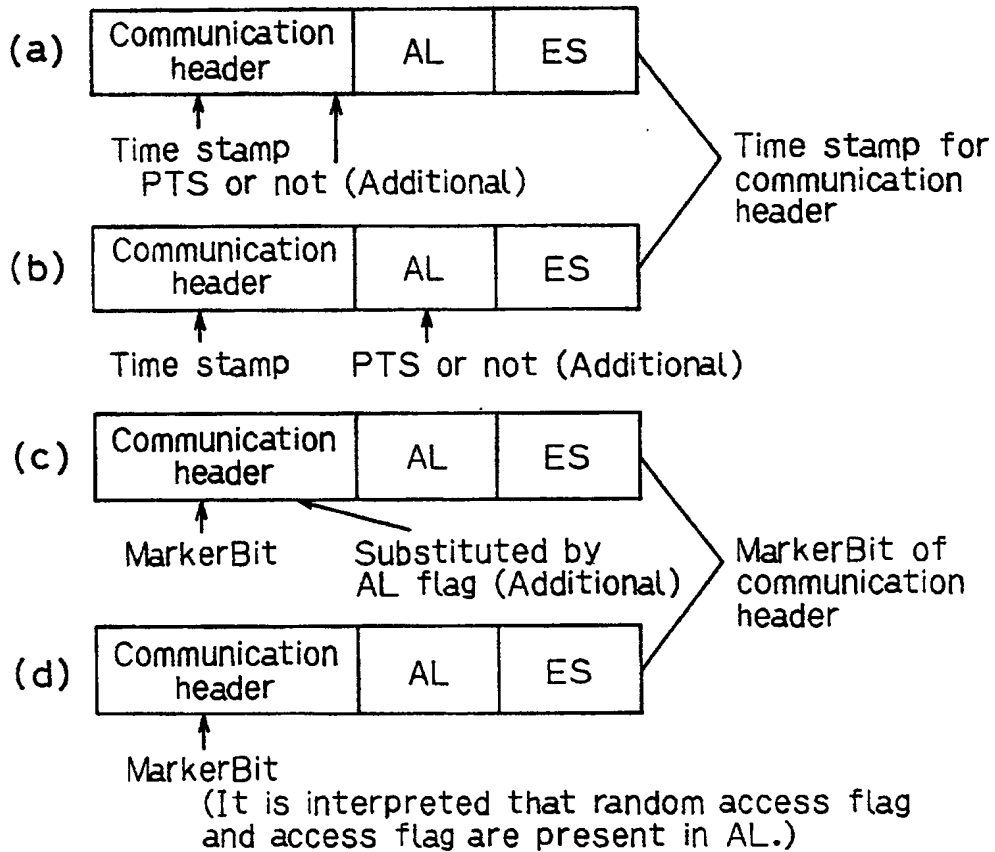 (a)
Communication
header
AL
ES
Time stamp
PTS or not (Additional)
Time stamp for
communication
header
(b)
Communication
header
AL
ES
Time stamp
PTS or not (Additional)
(c)
Communication
header
AL
ES
MarkerBit
Substituted by
AL flag (Additional)
MarkerBit of
communication
header
(d)
Communication
header
AL
ES
MarkerBit
(It is interpreted that random access flag
and access flag are present in AL.)